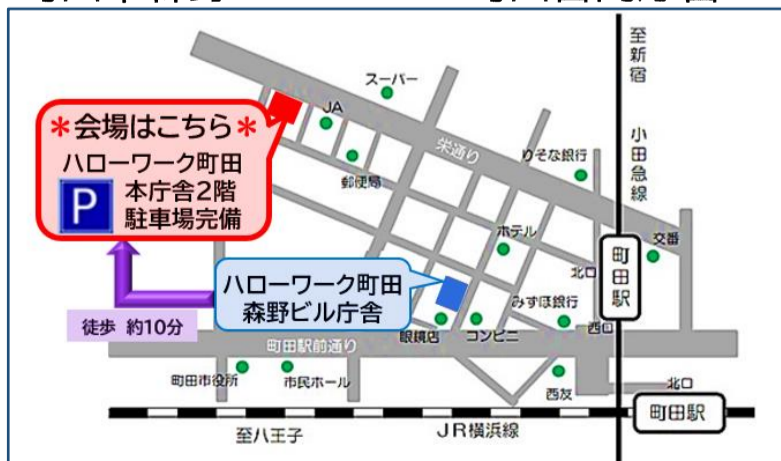 至新宿
小田急線
スーパー
JA
＊会場はこちら＊
ハローワーク町田
P
本庁舎2階
駐車場完備
郵便局
栄通り
りそな銀行
ホテル
交番
北口
町田駅
ハローワーク町田
森野ビル庁舎
みずほ銀行
西口
徒歩 約10分
眼鏡店
コンビニ
町田駅前通り
町田市役所
市民ホール
西友
北口
町田駅
至八王子
JR横浜線